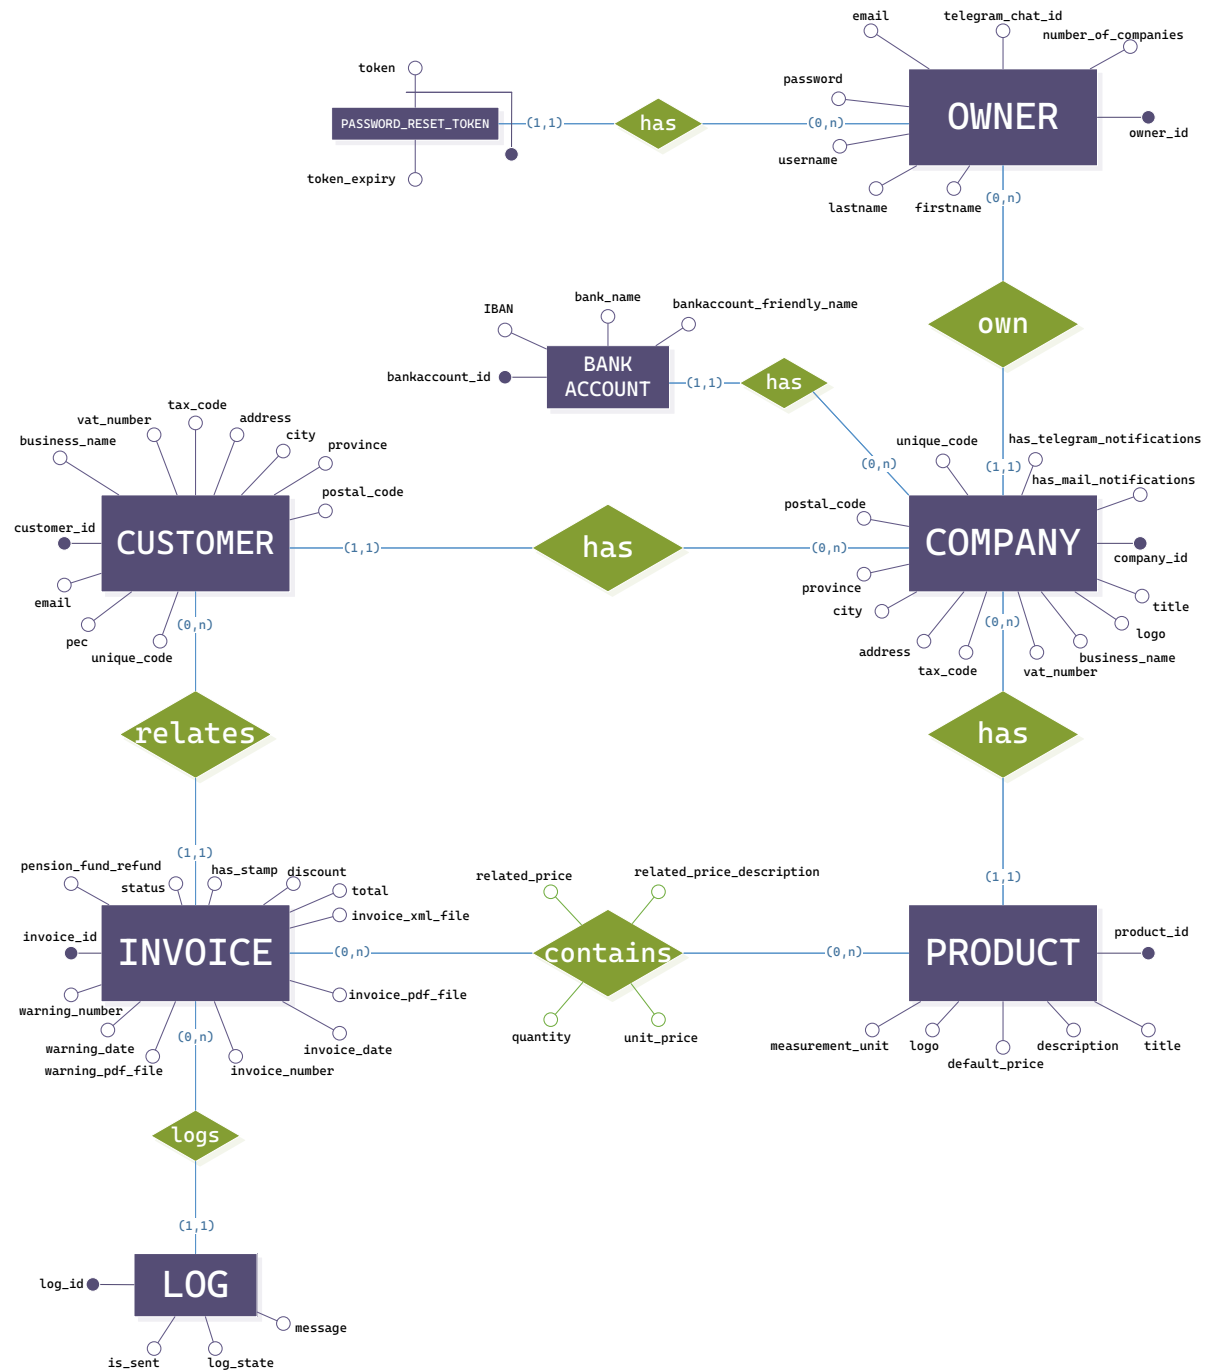 email
telegram_chat_id
number_of_companies
token
password
PASSWORD_RESET_TOKEN
(1,1)
has
(0,n)
OWNER
owner_id
username
token_expiry
lastname
firstname
(0,n)
own
bank_name
IBAN
bankaccount_friendly_name
BANK
ACCOUNT
bankaccount_id
(1,1)
has
(0,n)
tax_code
vat_number
address
business_name
city
province
postal_code
customer_id
CUSTOMER
email
pec
unique_code
(0,n)
(1,1)
has
(0,n)
unique_code
has_telegram_notifications
(1,1)
has_mail_notifications
postal_code
COMPANY
company_id
province
city
title
logo
address
tax_code
(0,n)
business_name
vat_number
relates
has
(1,1)
(1,1)
pension_fund_refund
status
has_stamp
discount
total
invoice_xml_file
invoice_id
INVOICE
invoice_pdf_file
warning_number
warning_date
warning_pdf_file
(0,n)
invoice_date
invoice_number
related_price
related_price_description
(0,n)
contains
(0,n)
quantity
unit_price
PRODUCT
product_id
measurement_unit
logo
default_price
description
title
logs
(1,1)
log_id
LOG
message
is_sent
log_state